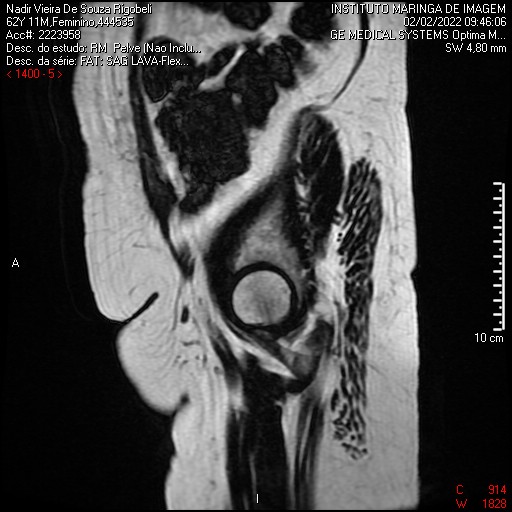 Nadir Vieira De Souza Rigobeli
62Y 11M,Feminino,444535
Acc#: 2223958
Desc. do estudo: RM_Pelve (Nao Inclu...
Desc. da série: FAT: SAG LAVA-Flex...
< 1400 - 5 >
INSTITUTO MARINGA DE IMAGEM
02/02/2022 09:46:06
GE MEDICAL SYSTEMS Optima M...
SW 4,80 mm
A
10 cm
I
C 914
W 1828